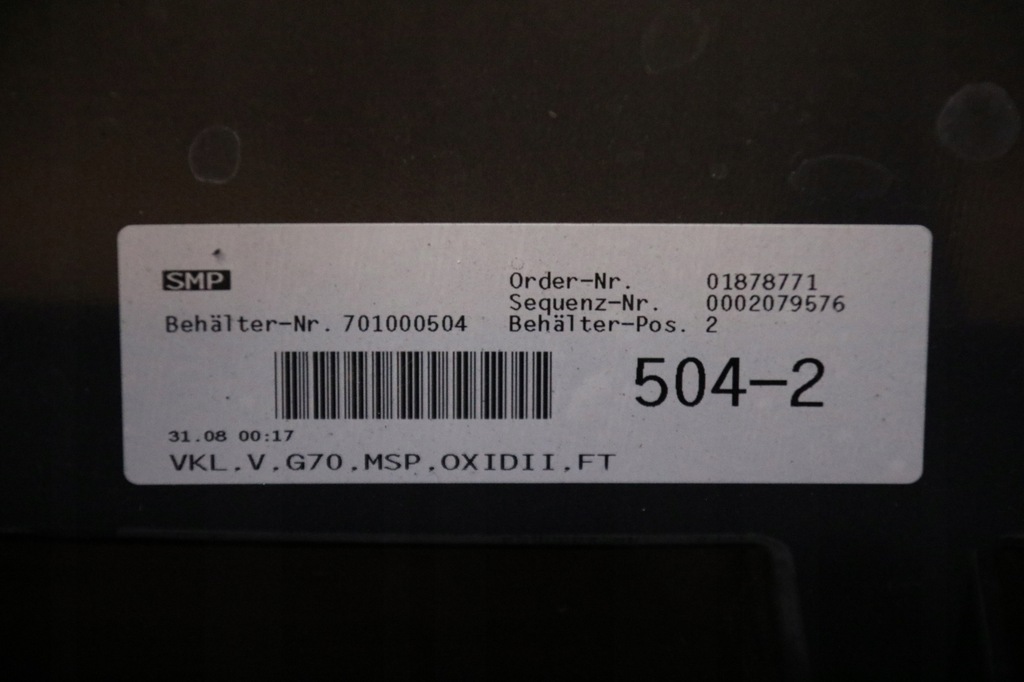 SMP
Order-Nr. 01878771
Sequenz-Nr. 0002079576
Behälter-Nr. 701000504 Behälter-Pos. 2
504-2
31.08 00:17
VKL.V.G70.MSP.OXIDII.FT